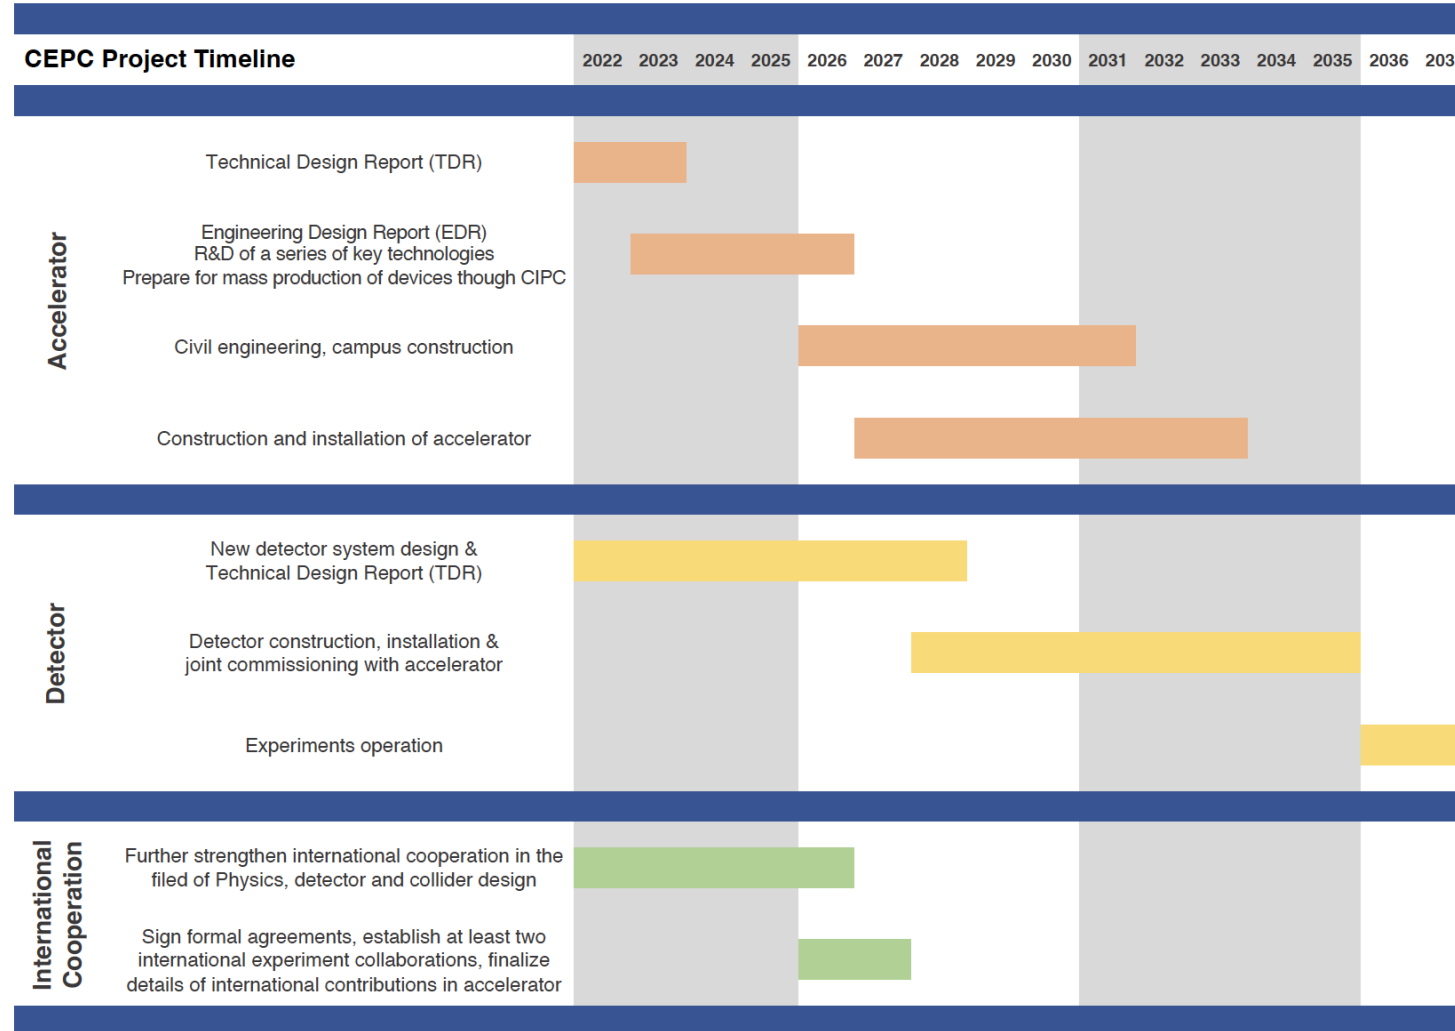 CEPC Project Timeline
2022 2023 2024 2025 2026 2027 2028 2029 2030 2031 2032 2033 2034 2035 2036 203
Accelerator
Technical Design Report (TDR)
Engineering Design Report (EDR)
R&D of a series of key technologies
Prepare for mass production of devices though CIPC
Civil engineering, campus construction
Construction and installation of accelerator
Detector
New detector system design &
Technical Design Report (TDR)
Detector construction, installation &
joint commissioning with accelerator
Experiments operation
International
Cooperation
Further strengthen international cooperation in the
filed of Physics, detector and collider design
Sign formal agreements, establish at least two
international experiment collaborations, finalize
details of international contributions in accelerator